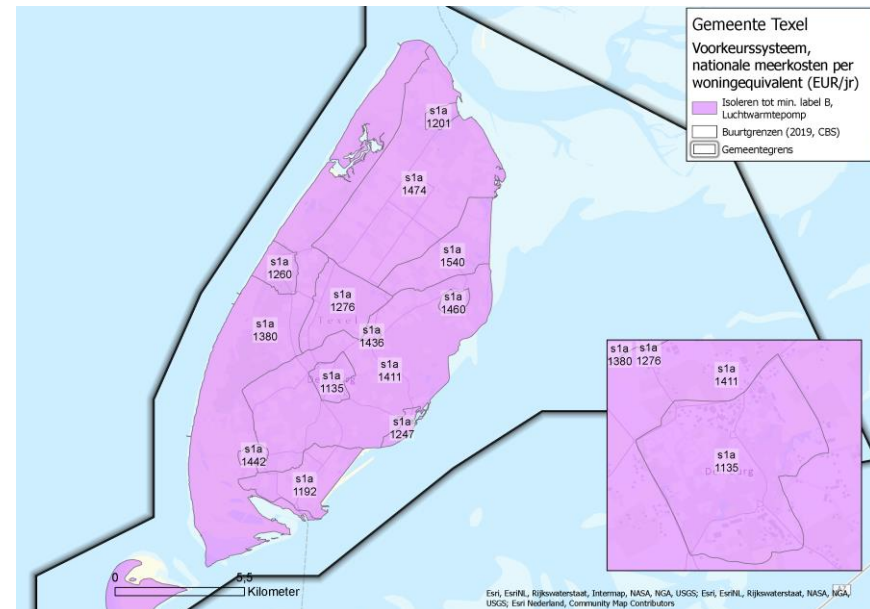 Gemeente Texel
Voorkeurssysteem,
nationale meerkosten per
woningequivalent (EUR/jr)
Isoleren tot min. label B,
Luchtwarmtepomp
Buurtgrenzen (2019, CBS)
Gemeentegrens
s1a
1201
s1a
1474
s1a
1540
s1a
1260
s1a
1276
s1a
1460
Texel
s1a
1380
s1a
1436
s1a
1411
s1a
1135
s1a
1247
s1a
1442
s1a
1192
s1a
1380
s1a
1276
s1a
1411
s1a
1135
0
5,5
Kilometer
Esri, EsriNL, Rijkswaterstaat, Intermap, NASA, NGA, USGS; Esri, EsriNL, Rijkswaterstaat, NASA, NGA,
USGS; Esri Nederland, Community Map Contributors